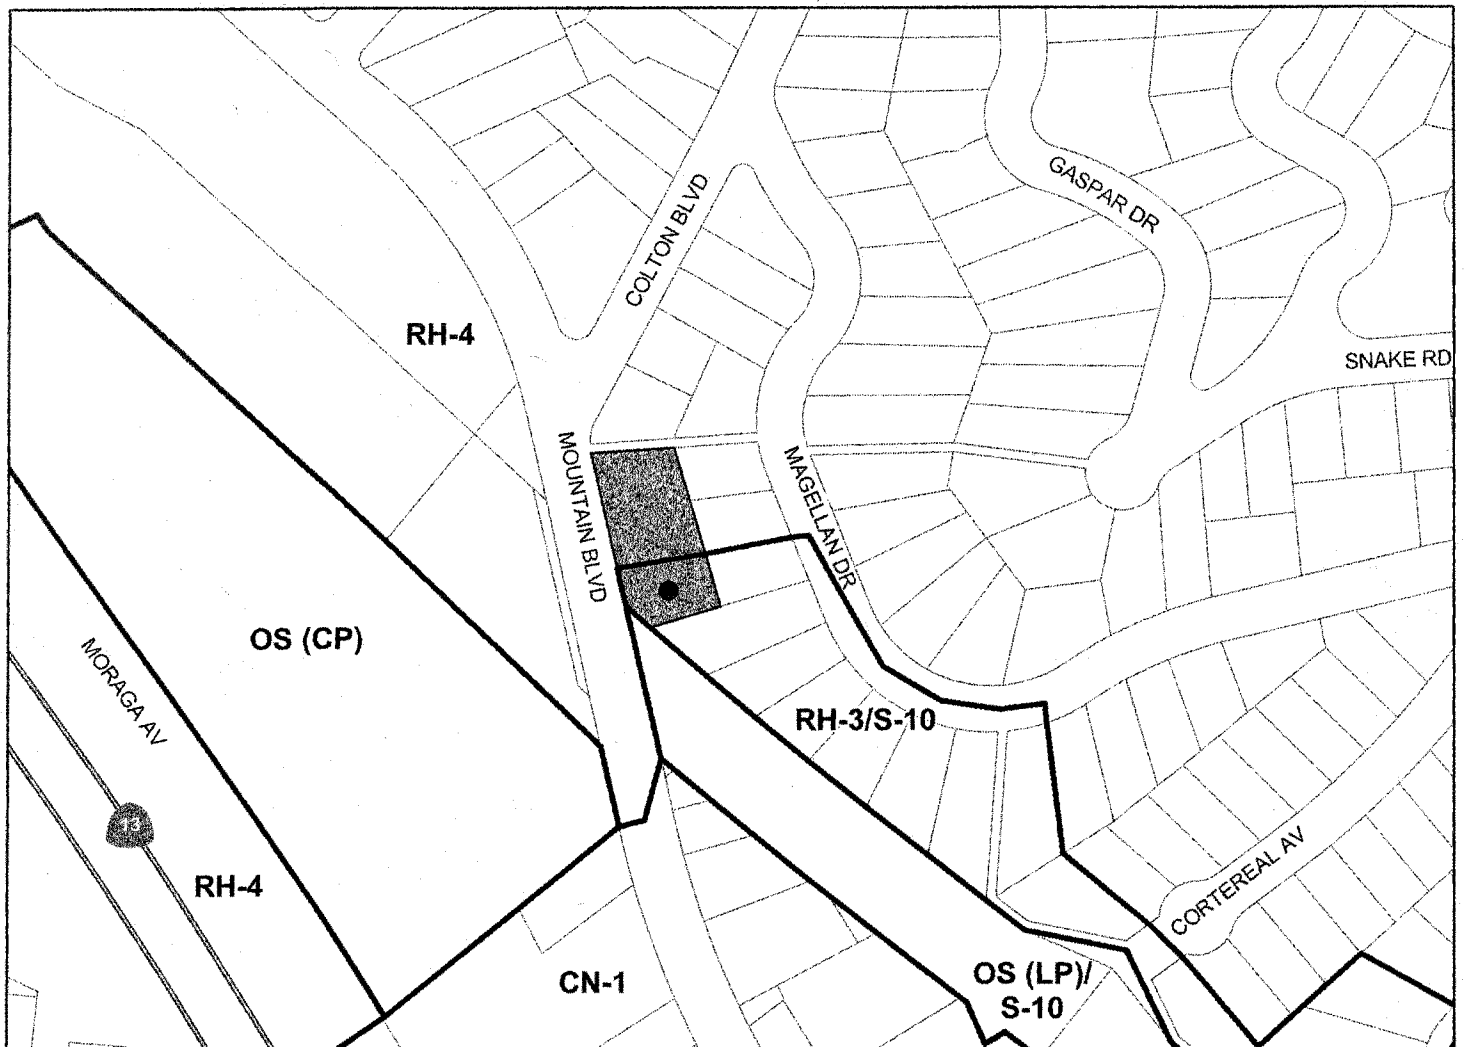 GASPAR DR
COLTON BLVD
RH-4
SNAKE RD
MOUNTAIN BLVD
MAGELLAN DR
OS (CP)
MORAGA AV
RH-3/S-10
13
RH-4
CORTEREAL AV
CN-1
OS (LP)/
S-10